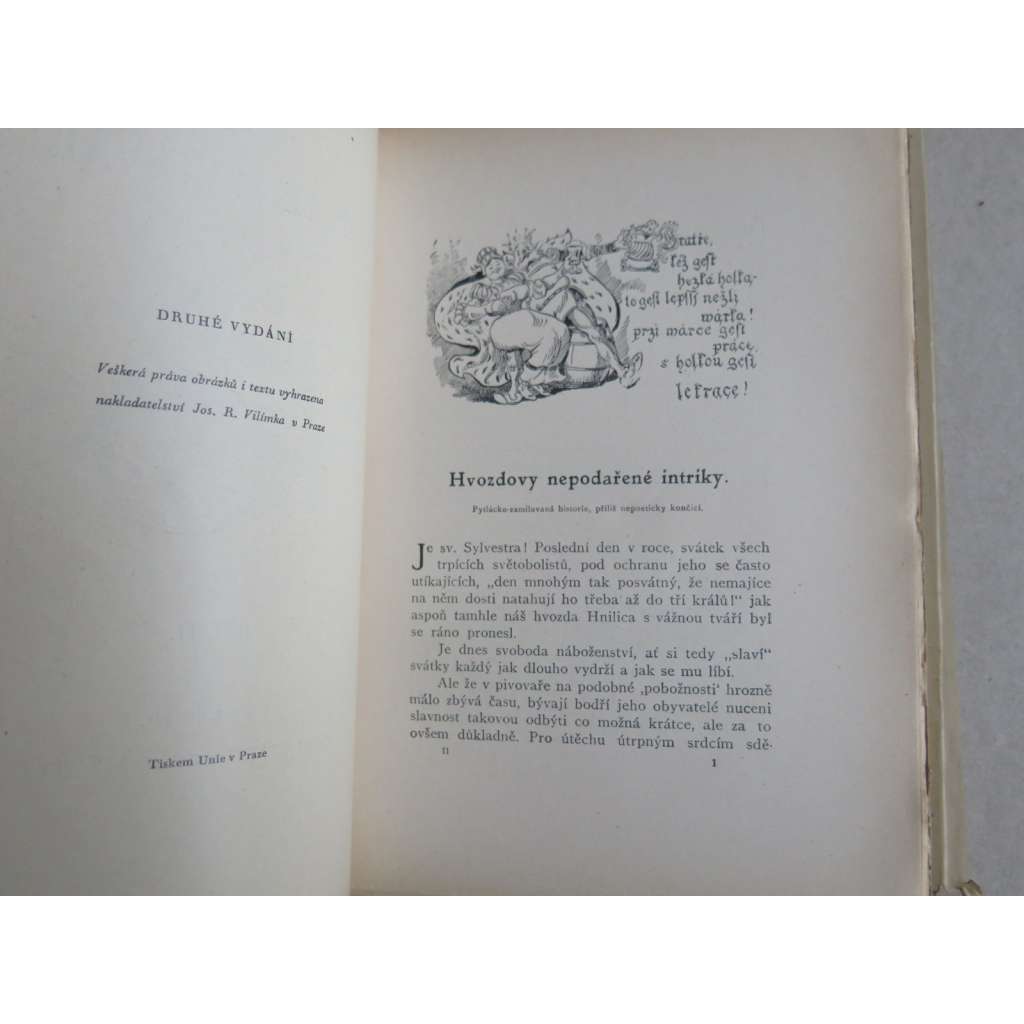 DRUHÉ VYDÁNÍ
Veškerá práva obrázků i textu vyhrazena
nakladatelství Jos. R. Vilímka v Praze
Tiskem Unie v Praze
Bratře,
též gest
hezká holka,
to gest lepssj nežli
márka!
przi márce gest
práce,
s holkou gest
legrace!
Hvozdovy nepodařené intriky.
Pytlácko-zamilovaná historie, příliš nepoeticky končící.
Je sv. Sylvestra! Poslední den v roce, svátek všech
trpících světobolistů, pod ochranu jeho se často
utíkajících, „den mnohým tak posvátný, že nemajíce
na něm dosti natahují ho třeba až do tří králů!“ jak
aspoň tamhle náš hvozda Hnilica s vážnou tváří byl
se ráno pronesl.
Je dnes svoboda náboženství, ať si tedy „slaví“
svátky každý jak dlouho vydrží a jak se mu líbí.
Ale že v pivovaře na podobné ‚pobožnosti‘ hrozně
málo zbývá času, bývají bodří jeho obyvatelé nuceni
slavnost takovou odbýti co možná krátce, ale za to
ovšem důkladně. Pro útěchu útrpným srdcím sdě-
II 1